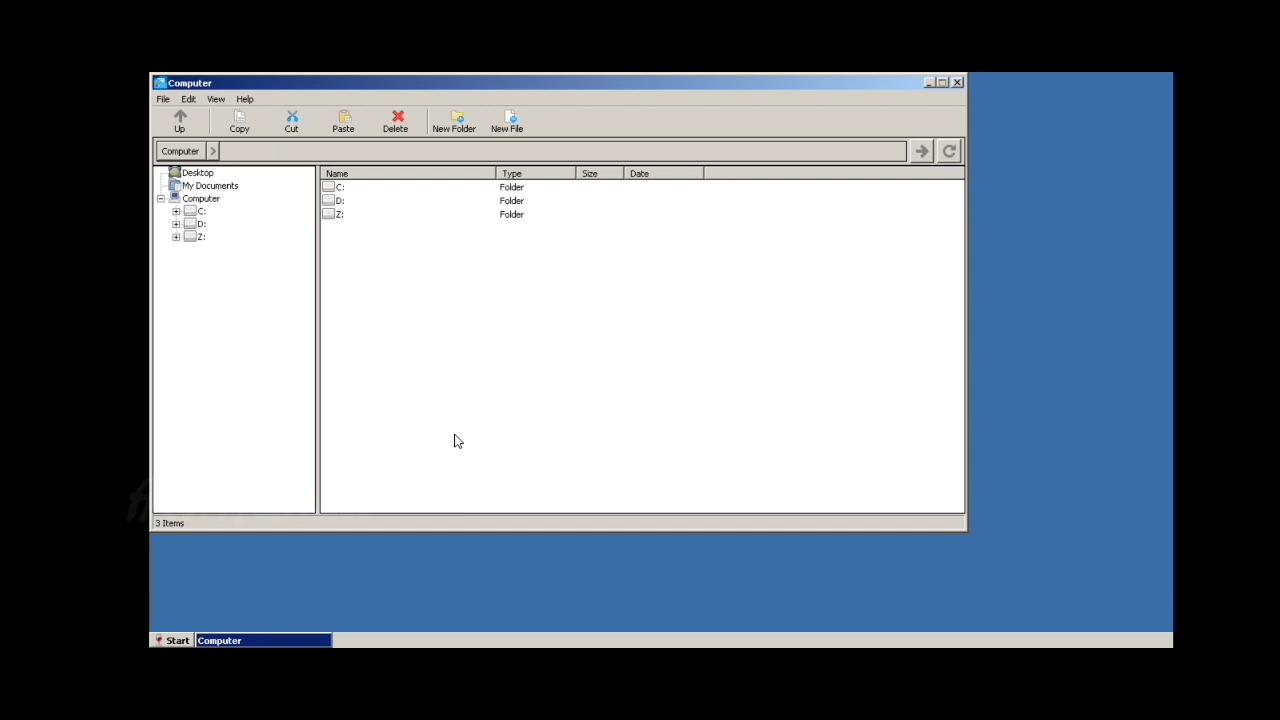 Computer
File Edit View Help
Up Copy Cut Paste Delete New Folder New File
Computer
Desktop
My Documents
Computer
C:
D:
Z:
Name Type Size Date
C: Folder
D: Folder
Z: Folder
3 Items
Start Computer